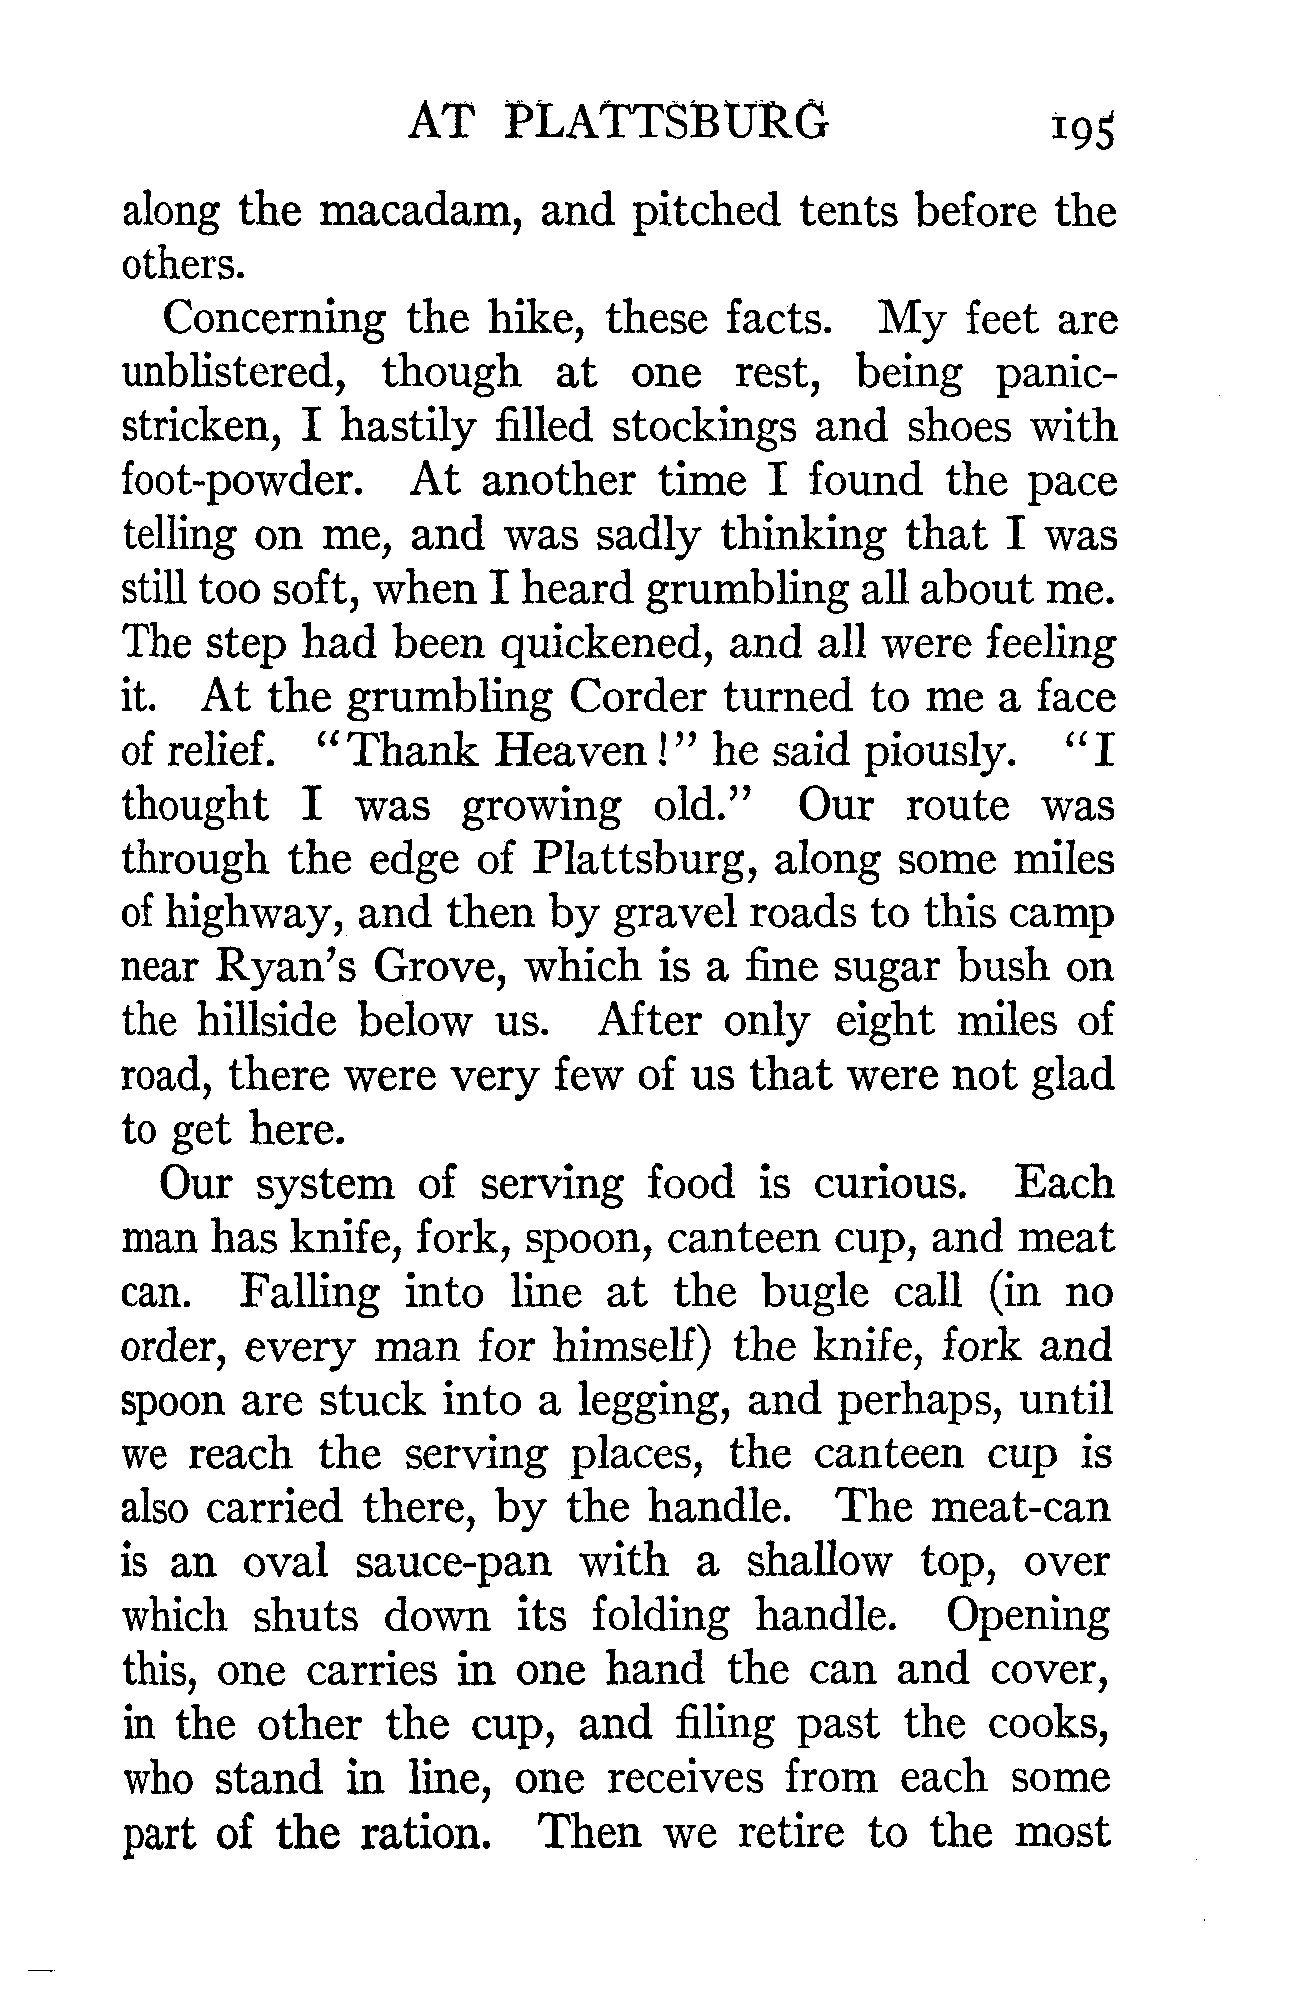 AT PLATTSBURG 195
along the macadam, and pitched tents before the
others.
Concerning the hike, these facts. My feet are
unblistered, though at one rest, being panic-
stricken, I hastily filled stockings and shoes with
foot-powder. At another time I found the pace
telling on me, and was sadly thinking that I was
still too soft, when I heard grumbling all about me.
The step had been quickened, and all were feeling
it. At the grumbling Corder turned to me a face
of relief. "Thank Heaven!" he said piously. "I
thought I was growing old." Our route was
through the edge of Plattsburg, along some miles
of highway, and then by gravel roads to this camp
near Ryan's Grove, which is a fine sugar bush on
the hillside below us. After only eight miles of
road, there were very few of us that were not glad
to get here.
Our system of serving food is curious. Each
man has knife, fork, spoon, canteen cup, and meat
can. Falling into line at the bugle call (in no
order, every man for himself) the knife, fork and
spoon are stuck into a legging, and perhaps, until
we reach the serving places, the canteen cup is
also carried there, by the handle. The meat-can
is an oval sauce-pan with a shallow top, over
which shuts down its folding handle. Opening
this, one carries in one hand the can and cover,
in the other the cup, and filing past the cooks,
who stand in line, one receives from each some
part of the ration. Then we retire to the most